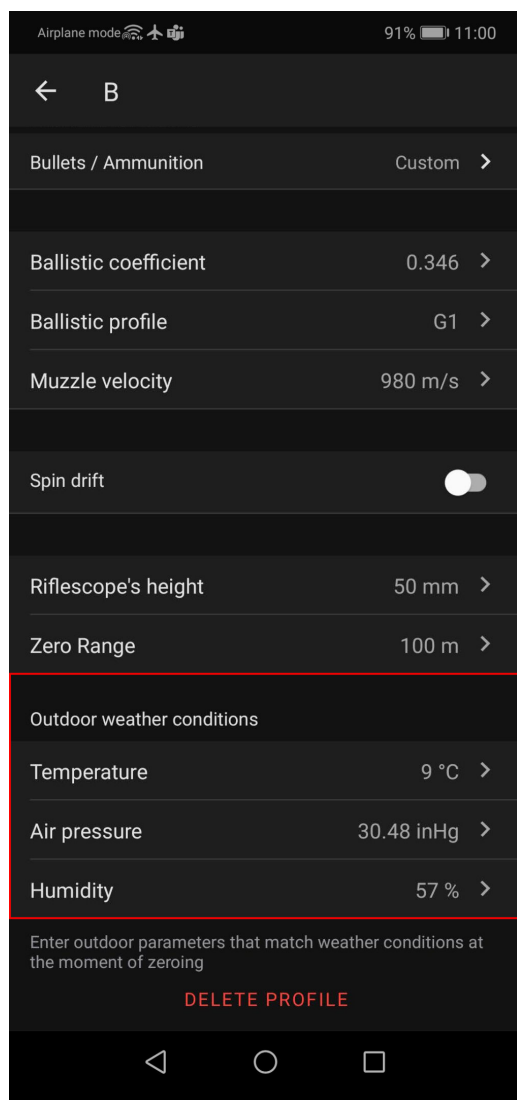 Airplane mode 91% 11:00
B
Bullets / Ammunition Custom
Ballistic coefficient 0.346
Ballistic profile G1
Muzzle velocity 980 m/s
Spin drift
Riflescope's height 50 mm
Zero Range 100 m
Outdoor weather conditions
Temperature 9 °C
Air pressure 30.48 inHg
Humidity 57 %
Enter outdoor parameters that match weather conditions at
the moment of zeroing
DELETE PROFILE